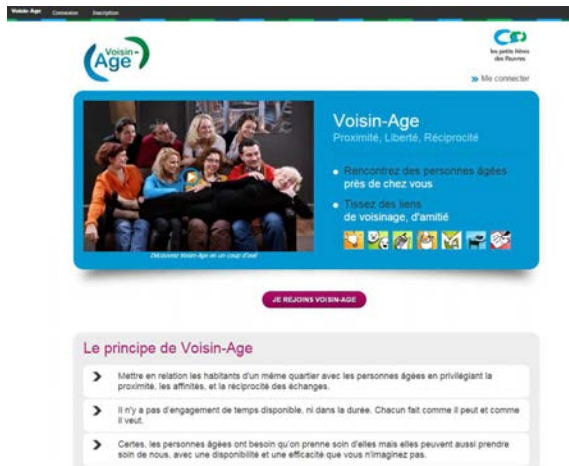 Voisin-Age Connexion Inscription
Voisin-
Age
les petits frères
des Pauvres
Me connecter
Voisin-Age
Proximité, Liberté, Réciprocité
Rencontrez des personnes âgées
près de chez vous
Tissez des liens
de voisinage, d'amitié
Découvrez Voisin-Age en un coup d'oeil
JE REJOINS VOISIN-AGE
Le principe de Voisin-Age
Mettre en relation les habitants d'un même quartier avec les personnes âgées en privilégiant la
proximité, les affinités, et la réciprocité des échanges.
Il n'y a pas d'engagement de temps disponible, ni dans la durée. Chacun fait comme il peut et comme
il veut.
Certes, les personnes âgées ont besoin qu'on prenne soin d'elles mais elles peuvent aussi prendre
soin de nous, avec une disponibilité et une efficacité que vous n'imaginez pas.